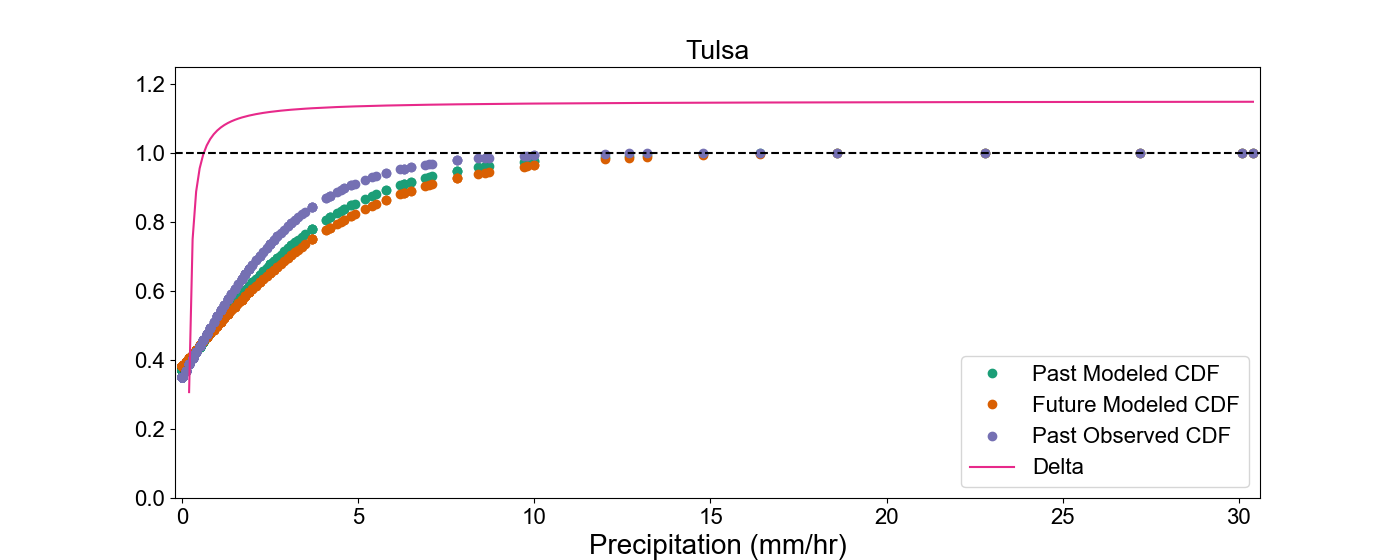 Tulsa
1.2
1.0
0.8
0.6
0.4
0.2
0.0
0 5 10 15 20 25 30
Precipitation (mm/hr)
Past Modeled CDF
Future Modeled CDF
Past Observed CDF
Delta